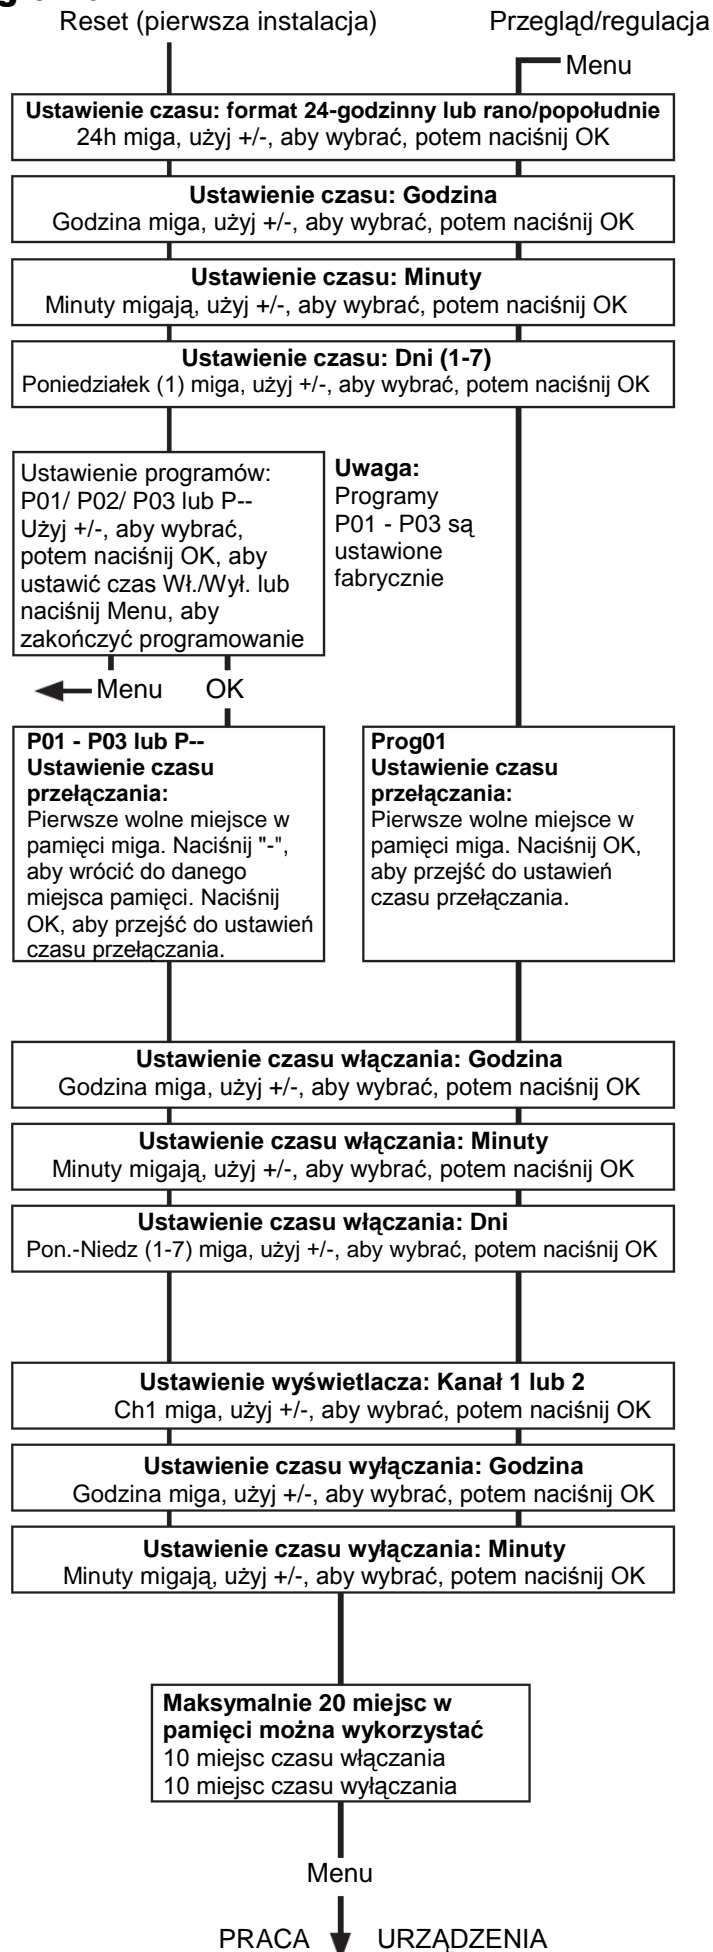 Reset (pierwsza instalacja)
Przegląd/regulacja
Menu
Ustawienie czasu: format 24-godzinny lub rano/popołudnie
24h miga, użyj +/-, aby wybrać, potem naciśnij OK
Ustawienie czasu: Godzina
Godzina miga, użyj +/-, aby wybrać, potem naciśnij OK
Ustawienie czasu: Minuty
Minuty migają, użyj +/-, aby wybrać, potem naciśnij OK
Ustawienie czasu: Dni (1-7)
Poniedziałek (1) miga, użyj +/-, aby wybrać, potem naciśnij OK
Ustawienie programów:
P01/ P02/ P03 lub P--
Użyj +/-, aby wybrać,
potem naciśnij OK, aby
ustawić czas Wł./Wył. lub
naciśnij Menu, aby
zakończyć programowanie
Uwaga:
Programy
P01 - P03 są
ustawione
fabrycznie
Menu
OK
P01 - P03 lub P--
Ustawienie czasu
przełączania:
Pierwsze wolne miejsce w
pamięci miga. Naciśnij "-",
aby wrócić do danego
miejsca pamięci. Naciśnij
OK, aby przejść do ustawień
czasu przełączania.
Prog01
Ustawienie czasu
przełączania:
Pierwsze wolne miejsce w
pamięci miga. Naciśnij OK,
aby przejść do ustawień
czasu przełączania.
Ustawienie czasu włączania: Godzina
Godzina miga, użyj +/-, aby wybrać, potem naciśnij OK
Ustawienie czasu włączania: Minuty
Minuty migają, użyj +/-, aby wybrać, potem naciśnij OK
Ustawienie czasu włączania: Dni
Pon.-Niedz (1-7) miga, użyj +/-, aby wybrać, potem naciśnij OK
Ustawienie wyświetlacza: Kanał 1 lub 2
Ch1 miga, użyj +/-, aby wybrać, potem naciśnij OK
Ustawienie czasu wyłączania: Godzina
Godzina miga, użyj +/-, aby wybrać, potem naciśnij OK
Ustawienie czasu wyłączania: Minuty
Minuty migają, użyj +/-, aby wybrać, potem naciśnij OK
Maksymalnie 20 miejsc w
pamięci można wykorzystać
10 miejsc czasu włączania
10 miejsc czasu wyłączania
Menu
PRACA URZĄDZENIA